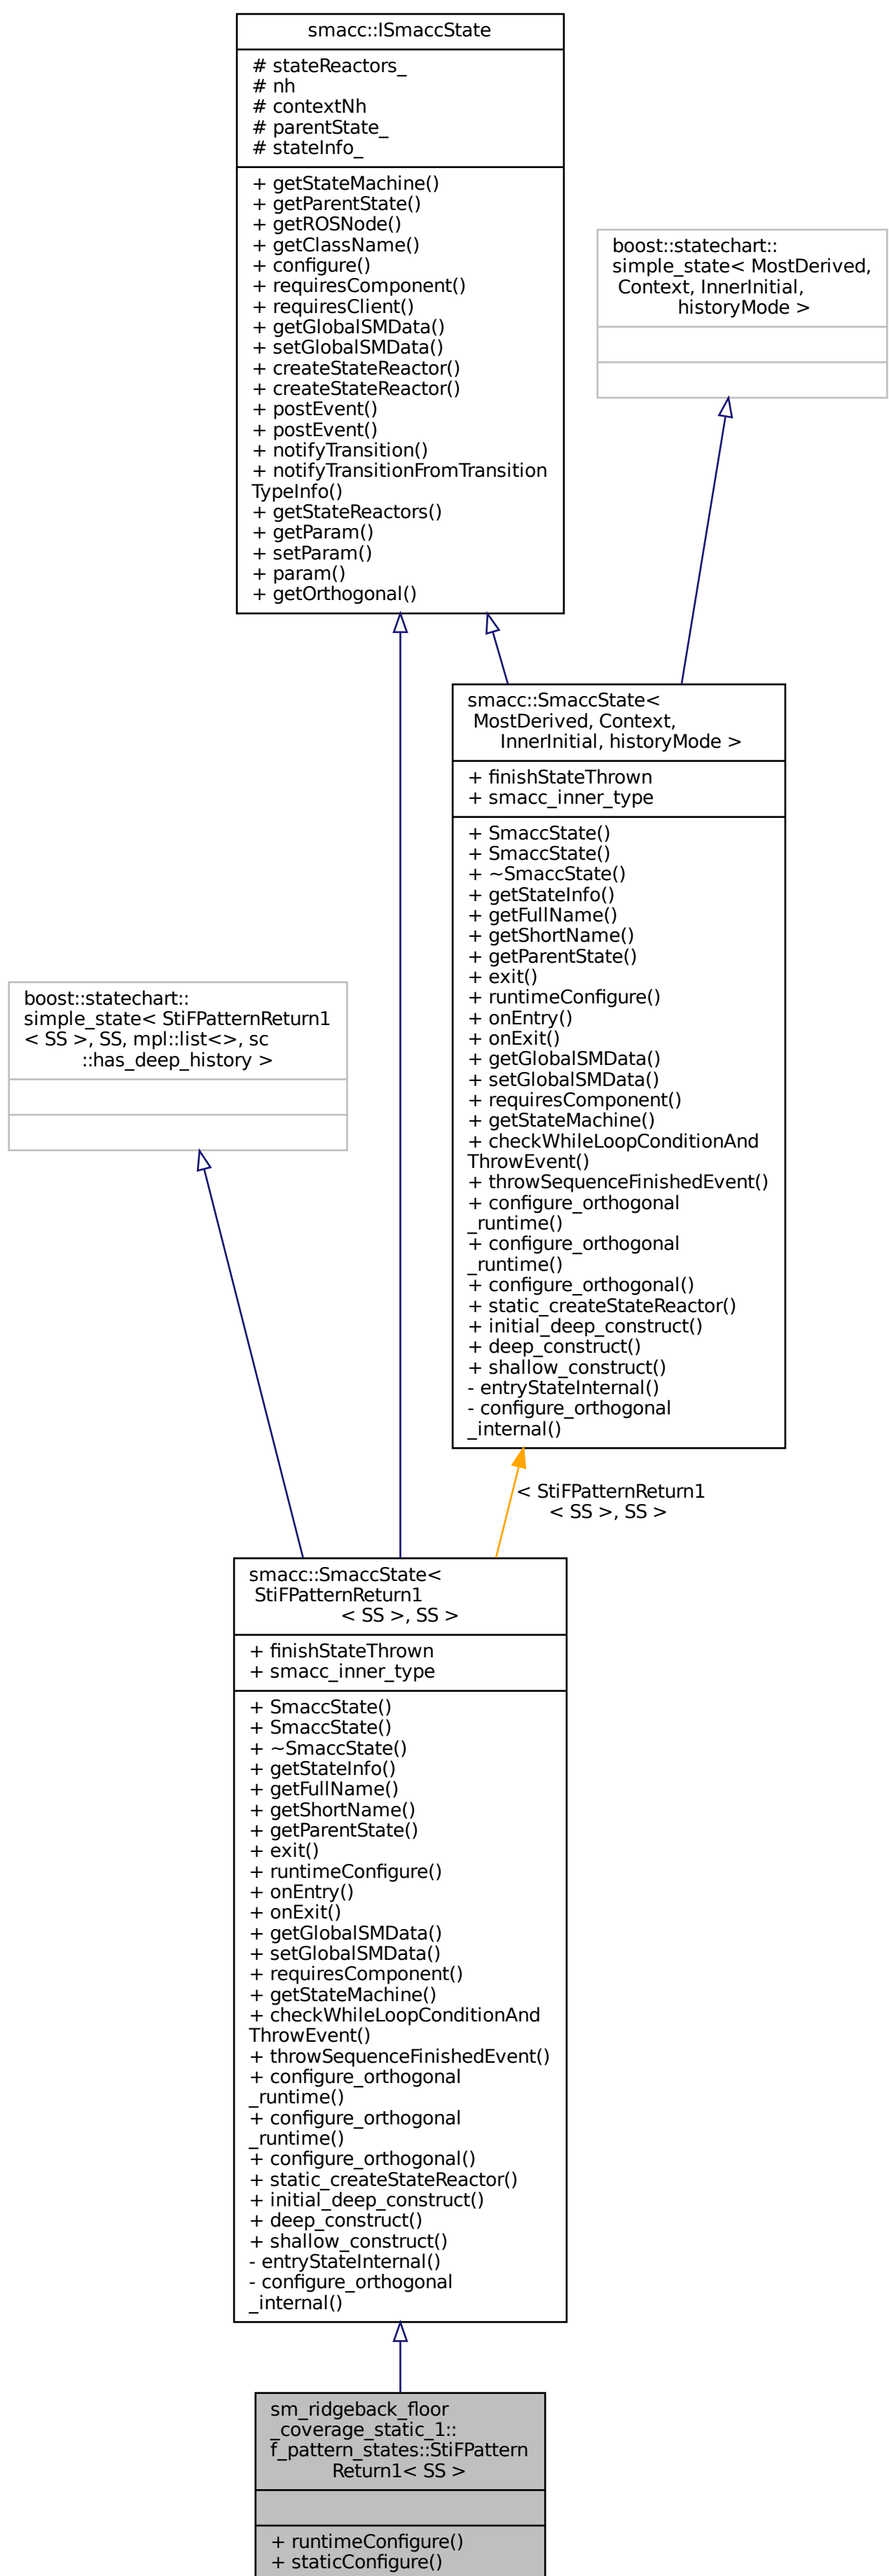 smacc::ISmaccState
# stateReactors_
# nh
# contextNh
# parentState_
# stateInfo_
+ getStateMachine()
+ getParentState()
+ getROSNode()
+ getClassName()
+ configure()
+ requiresComponent()
+ requiresClient()
+ getGlobalSMData()
+ setGlobalSMData()
+ createStateReactor()
+ createStateReactor()
+ postEvent()
+ postEvent()
+ notifyTransition()
+ notifyTransitionFromTransition
TypeInfo()
+ getStateReactors()
+ getParam()
+ setParam()
+ param()
+ getOrthogonal()
boost::statechart::
simple_state< MostDerived,
Context, InnerInitial,
historyMode >
smacc::SmaccState<
MostDerived, Context,
InnerInitial, historyMode >
+ finishStateThrown
+ smacc_inner_type
+ SmaccState()
+ SmaccState()
+ ~SmaccState()
+ getStateInfo()
+ getFullName()
+ getShortName()
+ getParentState()
+ exit()
+ runtimeConfigure()
+ onEntry()
+ onExit()
+ getGlobalSMData()
+ setGlobalSMData()
+ requiresComponent()
+ getStateMachine()
+ checkWhileLoopConditionAnd
ThrowEvent()
+ throwSequenceFinishedEvent()
+ configure_orthogonal
_runtime()
+ configure_orthogonal
_runtime()
+ configure_orthogonal()
+ static_createStateReactor()
+ initial_deep_construct()
+ deep_construct()
+ shallow_construct()
- entryStateInternal()
- configure_orthogonal
_internal()
boost::statechart::
simple_state< StiFPatternReturn1
< SS >, SS, mpl::list<>, sc
::has_deep_history >
< StiFPatternReturn1
< SS >, SS >
smacc::SmaccState<
StiFPatternReturn1
< SS >, SS >
+ finishStateThrown
+ smacc_inner_type
+ SmaccState()
+ SmaccState()
+ ~SmaccState()
+ getStateInfo()
+ getFullName()
+ getShortName()
+ getParentState()
+ exit()
+ runtimeConfigure()
+ onEntry()
+ onExit()
+ getGlobalSMData()
+ setGlobalSMData()
+ requiresComponent()
+ getStateMachine()
+ checkWhileLoopConditionAnd
ThrowEvent()
+ throwSequenceFinishedEvent()
+ configure_orthogonal
_runtime()
+ configure_orthogonal
_runtime()
+ configure_orthogonal()
+ static_createStateReactor()
+ initial_deep_construct()
+ deep_construct()
+ shallow_construct()
- entryStateInternal()
- configure_orthogonal
_internal()
sm_ridgeback_floor
_coverage_static_1::
f_pattern_states::StiFPattern
Return1< SS >
+ runtimeConfigure()
+ staticConfigure()